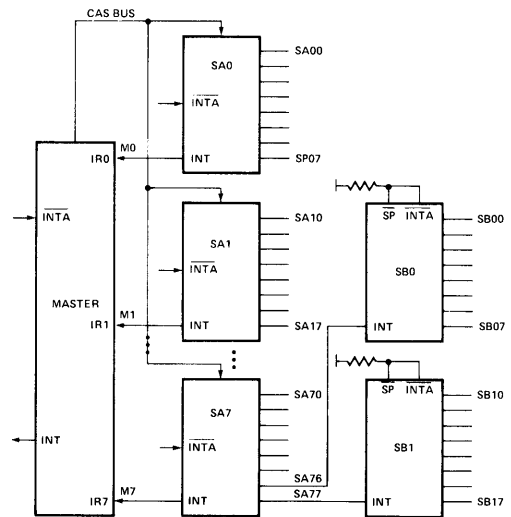 CAS BUS
SA0
SA00
INTA
INT
SP07
MASTER
M0
IR0
INTA
M1
IR1
INT
M7
IR7
SA1
SA10
INTA
INT
SA17
SA7
SA70
INTA
INT
SA76
SA77
SP INTA
SB0
SB00
INT
SB07
SP INTA
SB1
SB10
INT
SB17